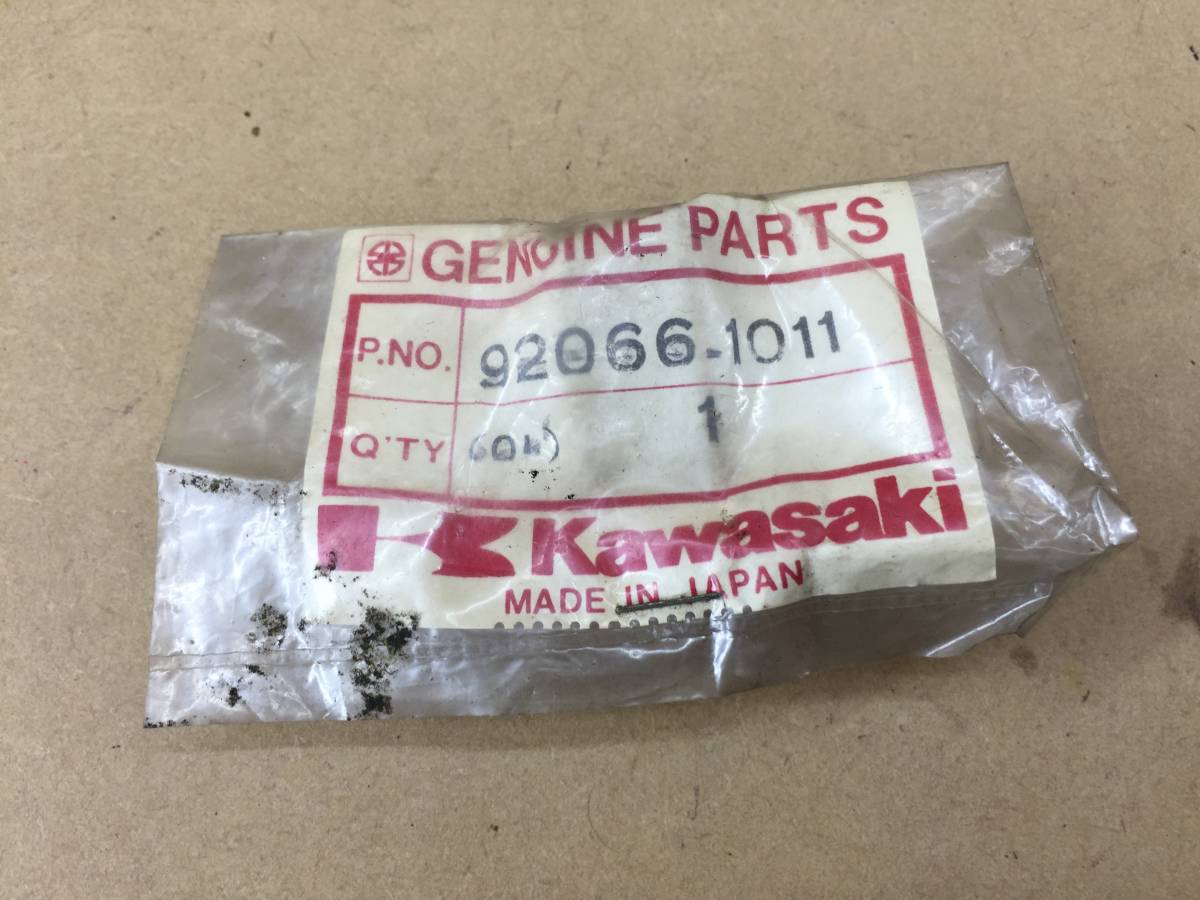 GENUINE PARTS
P.NO. 92066-1011
Q'TY 1
Kawasaki
MADE IN JAPAN